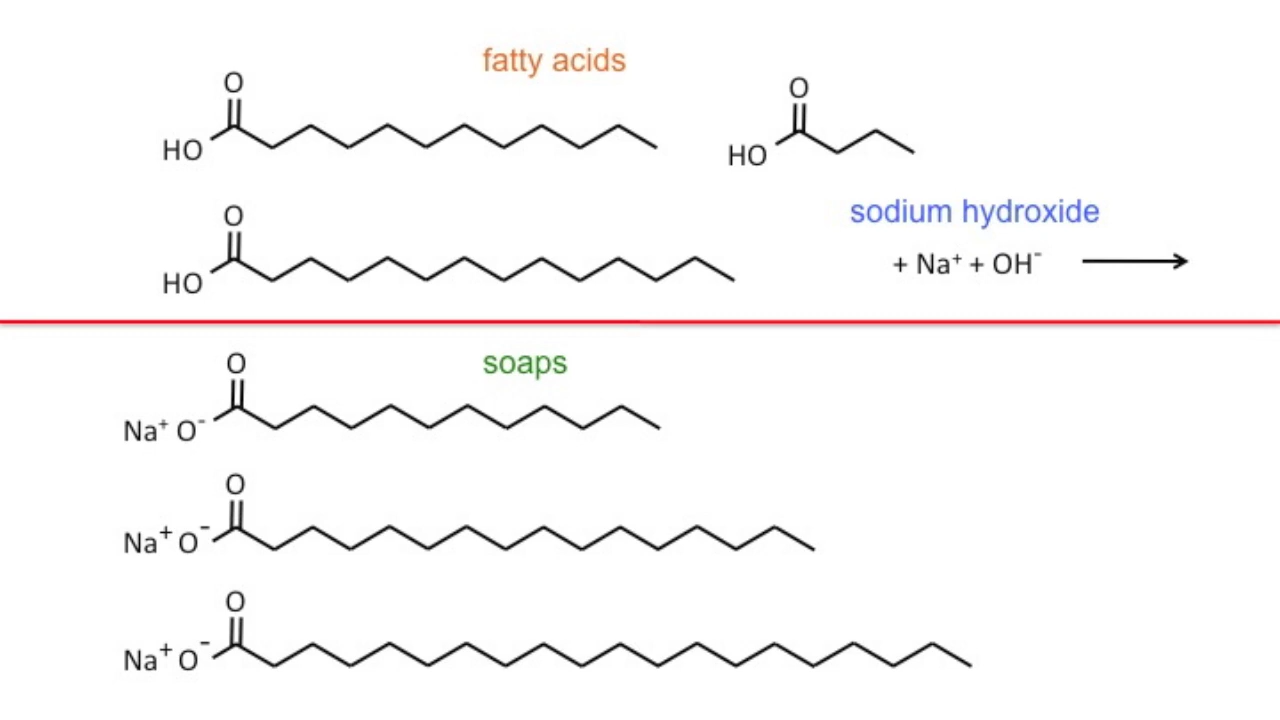 fatty acids
O
HO
O
HO
O
HO
sodium hydroxide
+ Na⁺ + OH⁻
soaps
O
Na⁺ O⁻
O
Na⁺ O⁻
O
Na⁺ O⁻